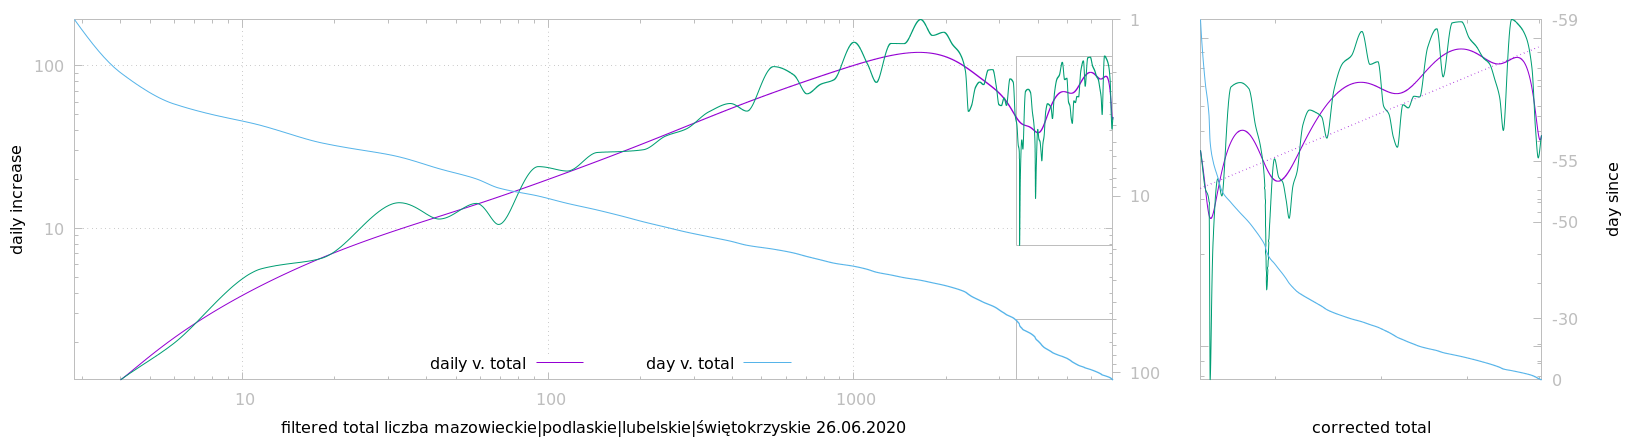 1
-59
100
daily increase
-55
10
-50
day since
10
-30
daily v. total
day v. total
100
0
10
100
1000
filtered total liczba mazowieckie|podlaskie|lubelskie|świętokrzyskie 26.06.2020
corrected total